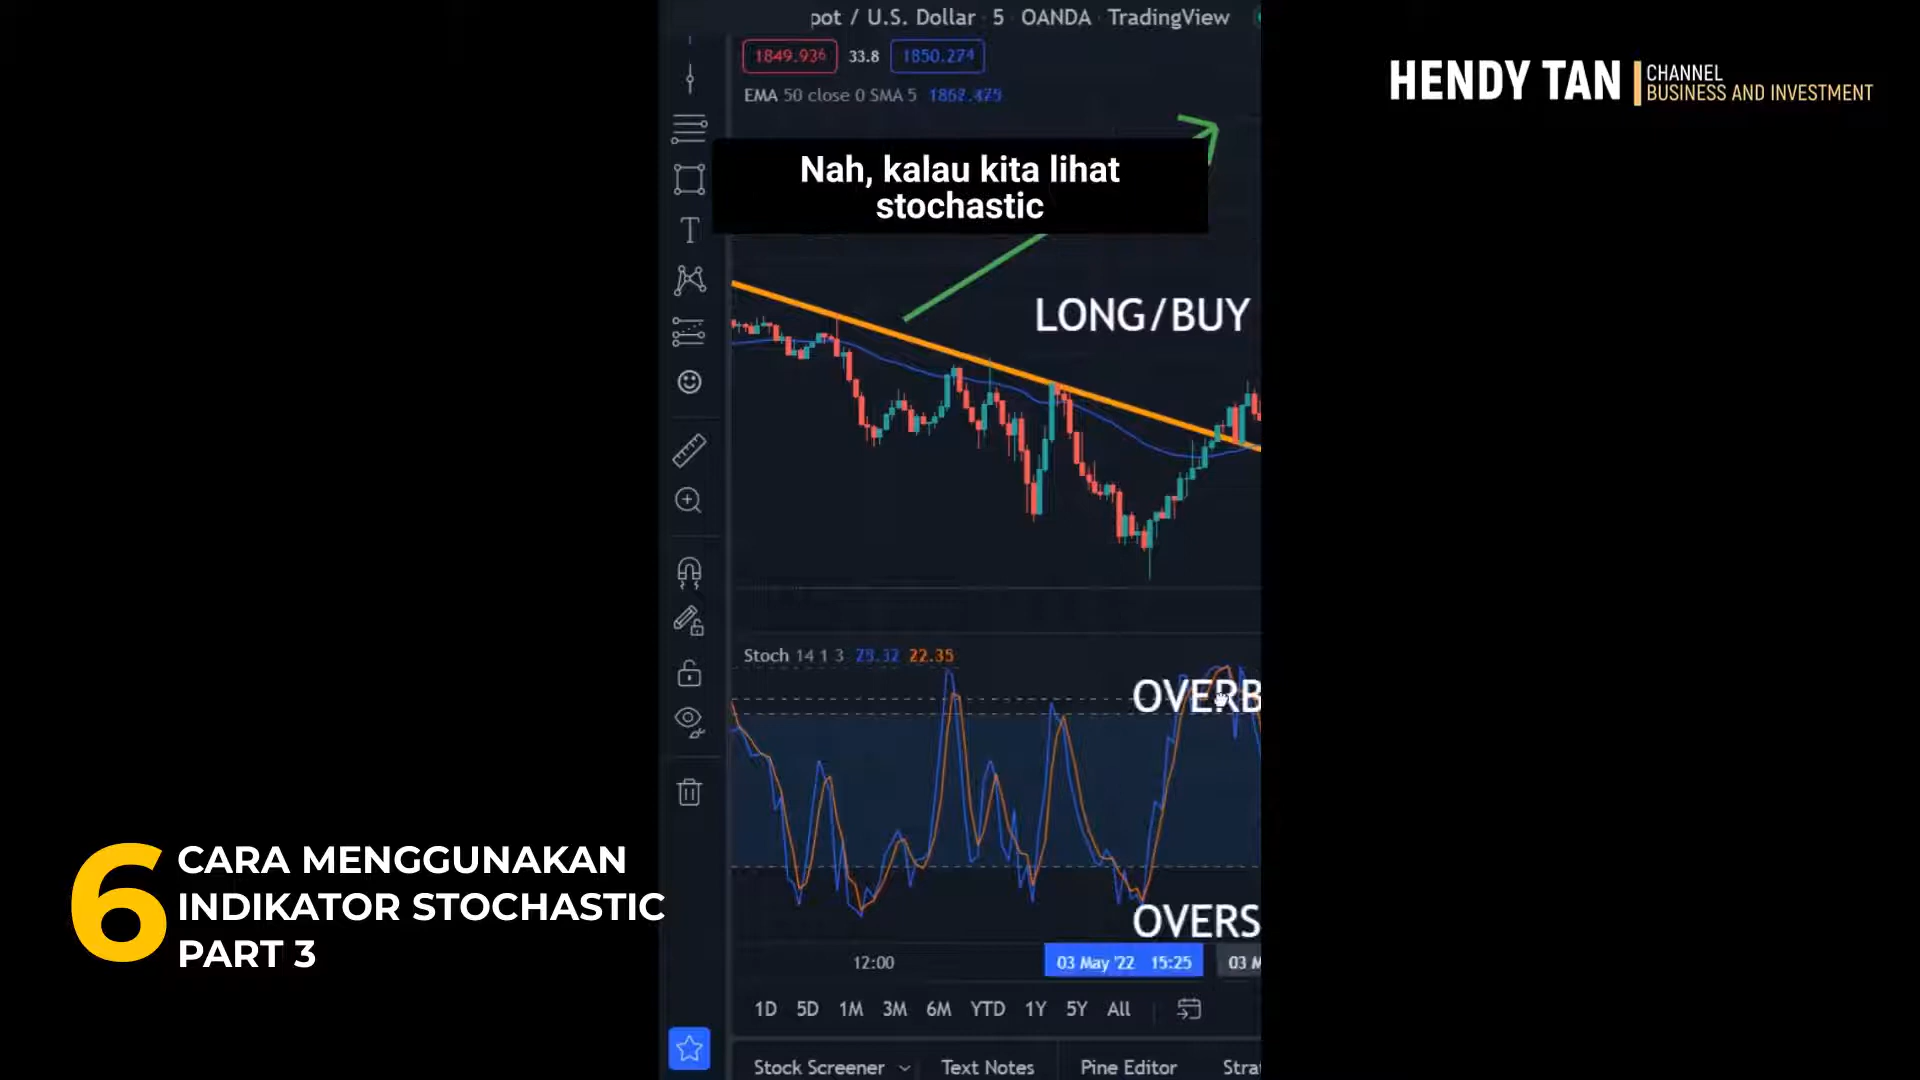 pot / U.S. Dollar 5 OANDA TradingView
1849.936 33.8 1850.274
EMA 50 close 0 SMA 5
HENDY TAN
CHANNEL
BUSINESS AND INVESTMENT
Nah, kalau kita lihat
stochastic
LONG/BUY
Stoch 14 1 3 22.35
OVERB
OVERS
6
CARA MENGGUNAKAN
INDIKATOR STOCHASTIC
PART 3
12:00 03 May '22 15:25 03 M
1D 5D 1M 3M 6M YTD 1Y 5Y All
Stock Screener Text Notes Pine Editor Stra